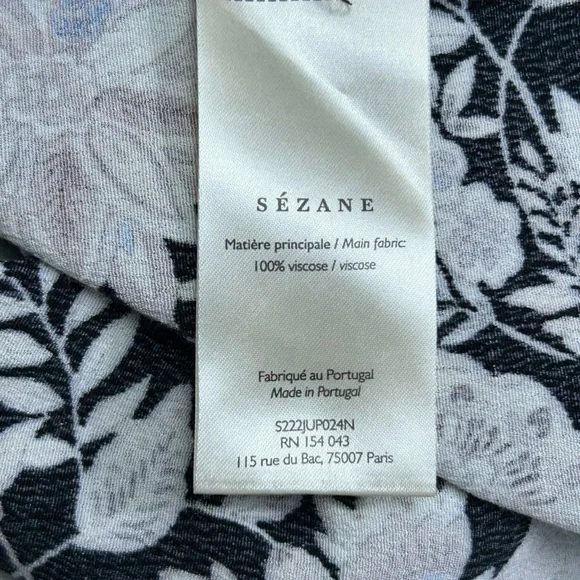 SÉZANE
Matière principale / Main fabric:
100% viscose / viscose
Fabriqué au Portugal
Made in Portugal
S222JUP024N
RN 154 043
115 rue du Bac, 75007 Paris